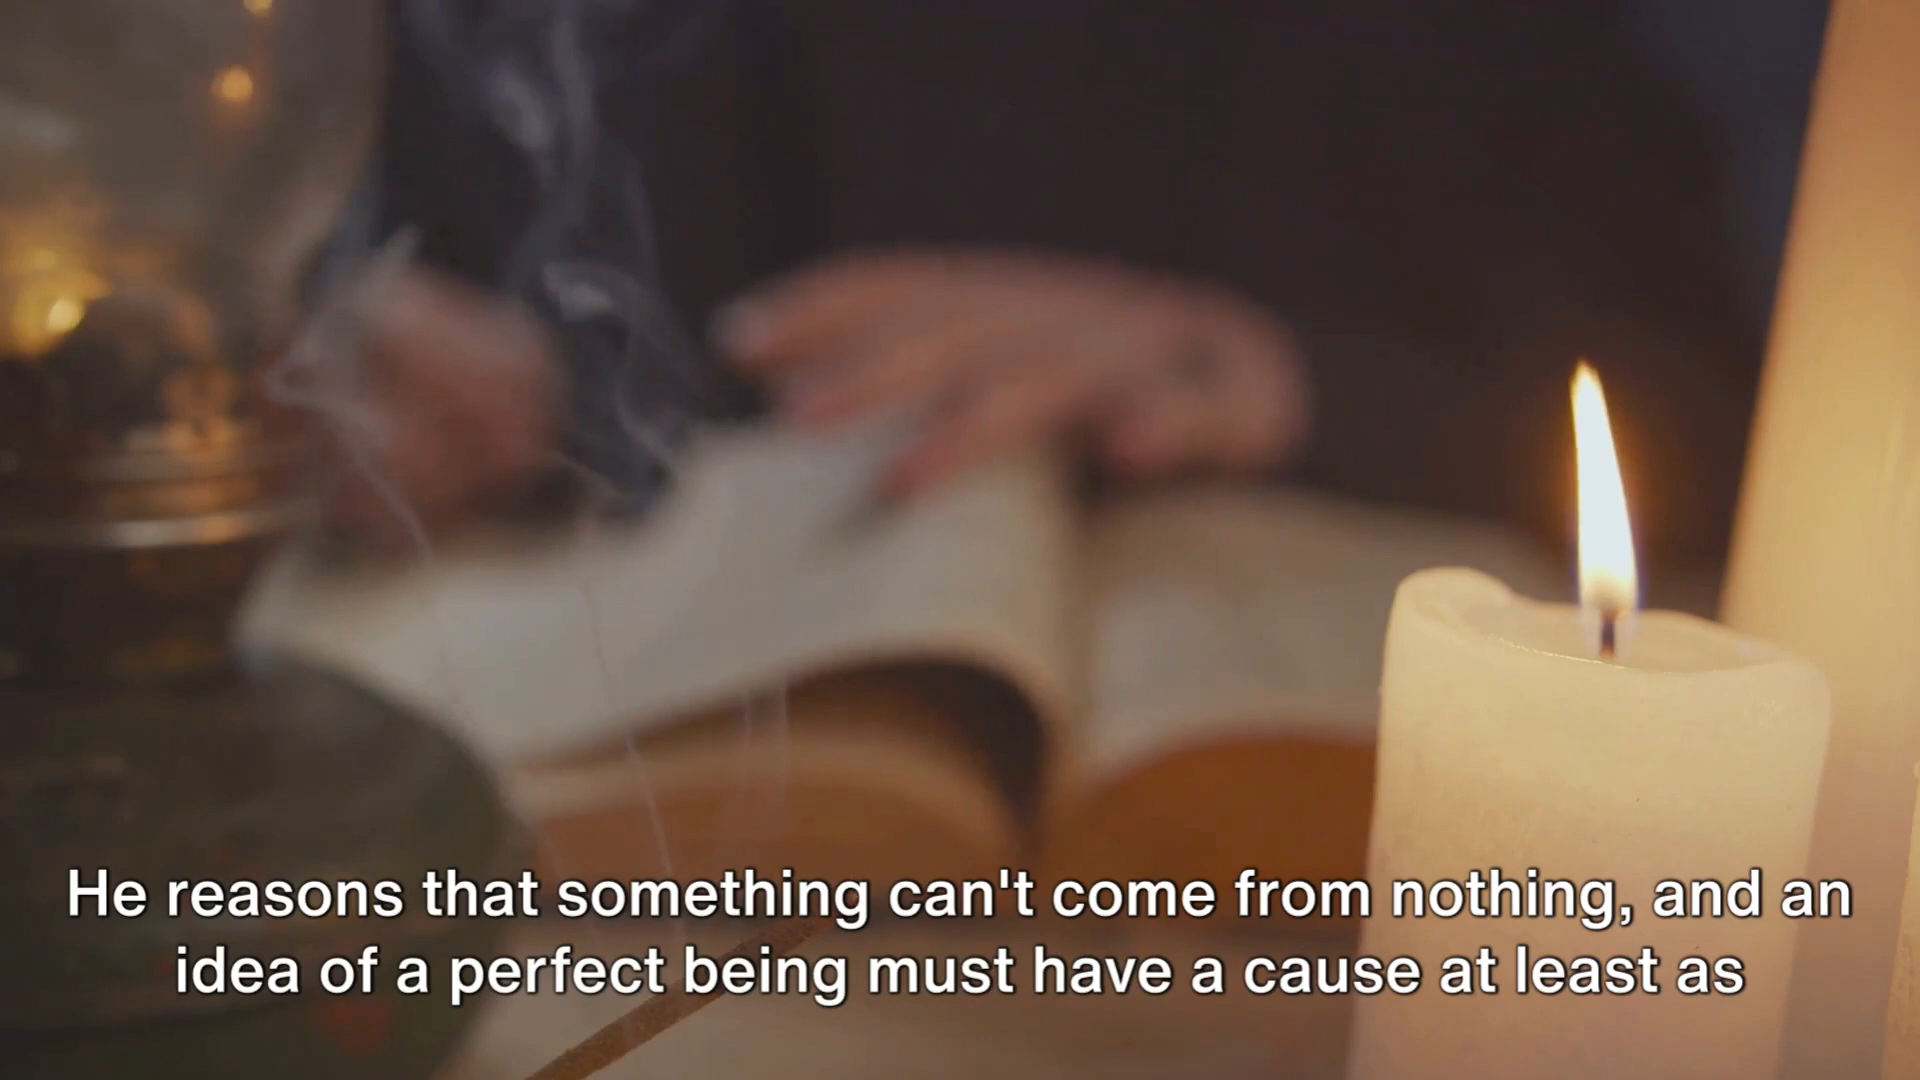 He reasons that something can't come from nothing, and an
idea of a perfect being must have a cause at least as